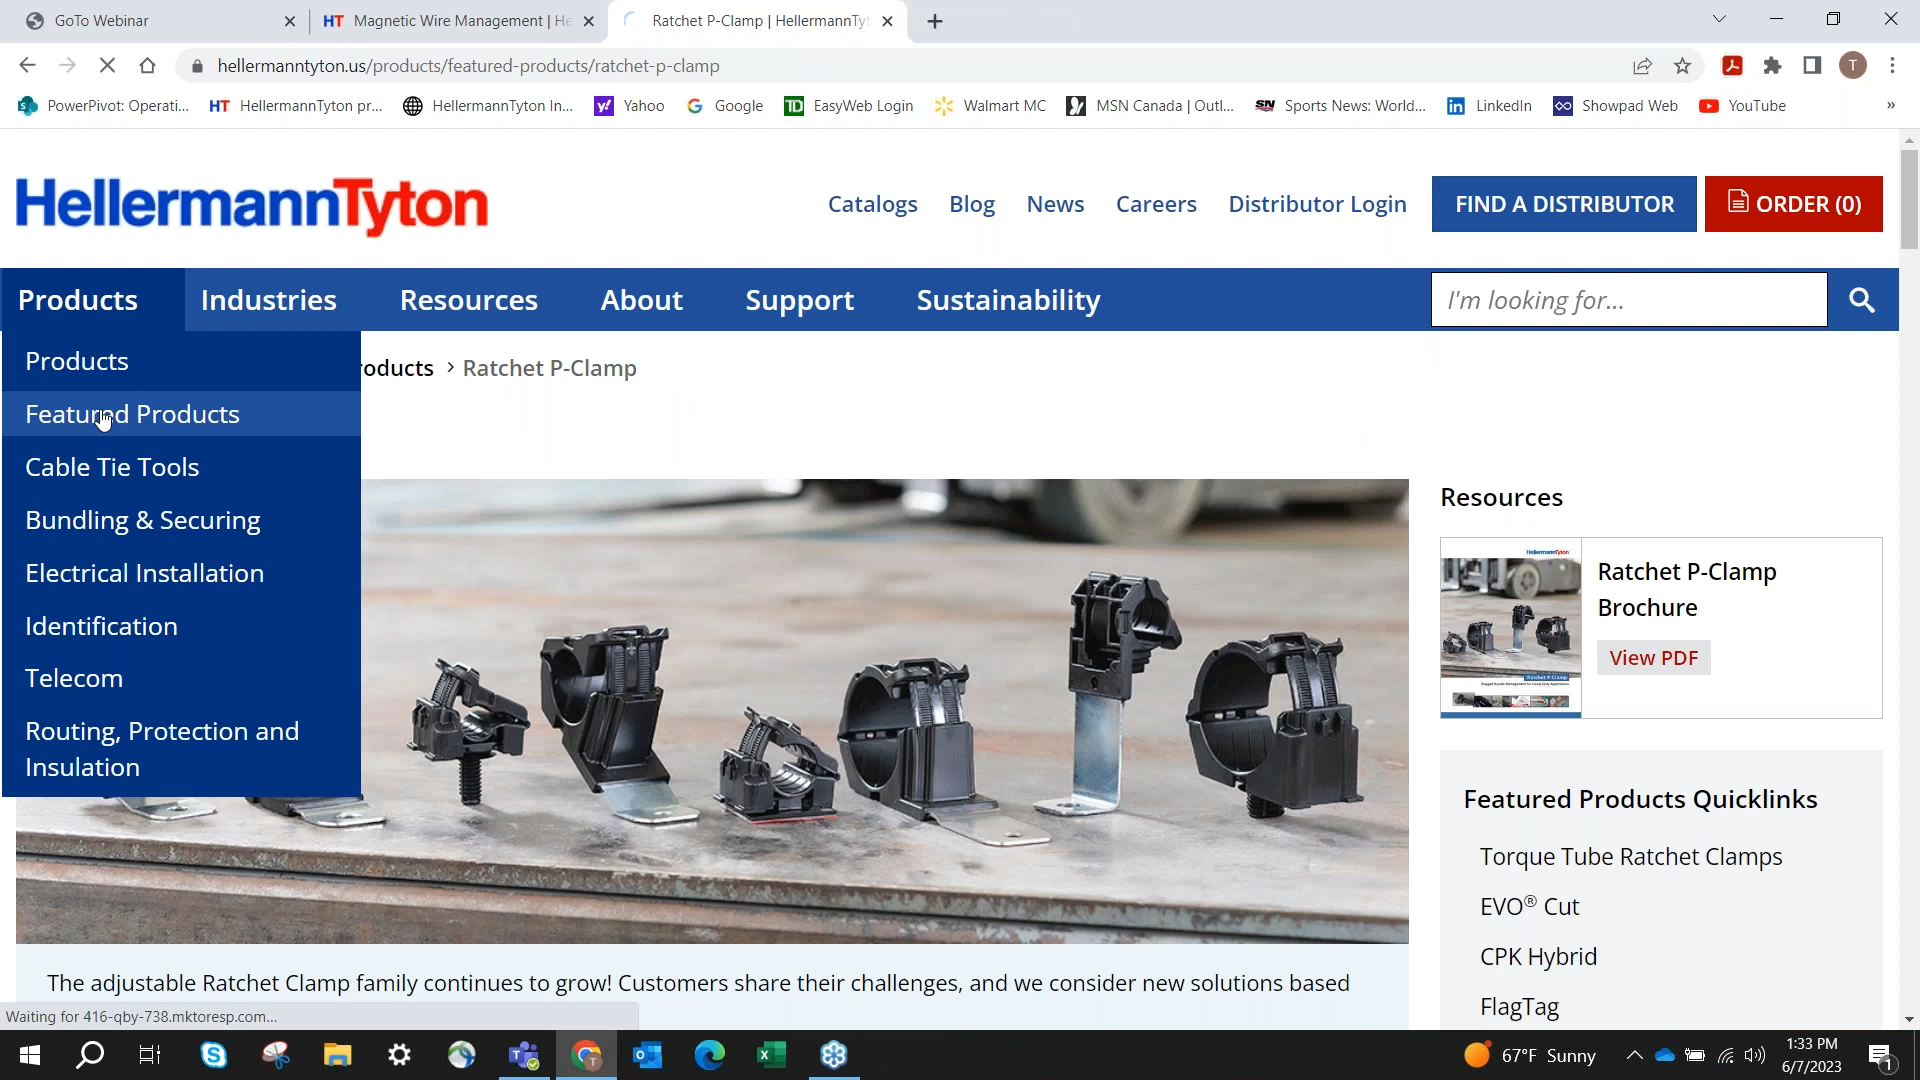 GoTo Webinar
Magnetic Wire Management | He
Ratchet P-Clamp | HellermannTyt
hellermanntyton.us/products/featured-products/ratchet-p-clamp
T
PowerPivot: Operati...
HellermannTyton pr...
HellermannTyton In...
Yahoo
Google
EasyWeb Login
Walmart MC
MSN Canada | Outl...
Sports News: World...
LinkedIn
Showpad Web
YouTube
»
HellermannTyton
Catalogs
Blog
News
Careers
Distributor Login
FIND A DISTRIBUTOR
ORDER (0)
Products
Industries
Resources
About
Support
Sustainability
I'm looking for...
Products
Featured Products
Cable Tie Tools
Bundling & Securing
Electrical Installation
Identification
Telecom
Routing, Protection and
Insulation
roducts > Ratchet P-Clamp
Resources
HellermannTyton
Ratchet P-Clamp
Ratchet P-Clamp
Brochure
View PDF
Featured Products Quicklinks
Torque Tube Ratchet Clamps
EVO® Cut
CPK Hybrid
FlagTag
The adjustable Ratchet Clamp family continues to grow! Customers share their challenges, and we consider new solutions based
Waiting for 416-qby-738.mktoresp.com...
67°F Sunny
1:33 PM
6/7/2023
1